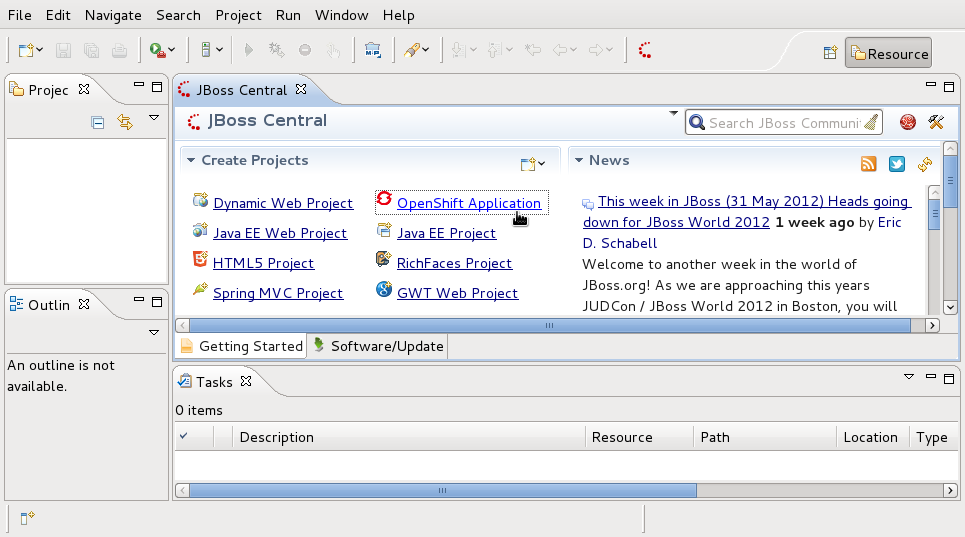 File Edit Navigate Search Project Run Window Help
Resource
Projec
JBoss Central
JBoss Central
Search JBoss Communi
Create Projects
Dynamic Web Project
OpenShift Application
Java EE Web Project
Java EE Project
HTML5 Project
RichFaces Project
Spring MVC Project
GWT Web Project
News
This week in JBoss (31 May 2012) Heads going
down for JBoss World 2012 1 week ago by Eric
D. Schabell
Welcome to another week in the world of
JBoss.org! As we are approaching this years
JUDCon / JBoss World 2012 in Boston, you will
Getting Started Software/Update
Outlin
An outline is not
available.
Tasks
0 items
Description Resource Path Location Type